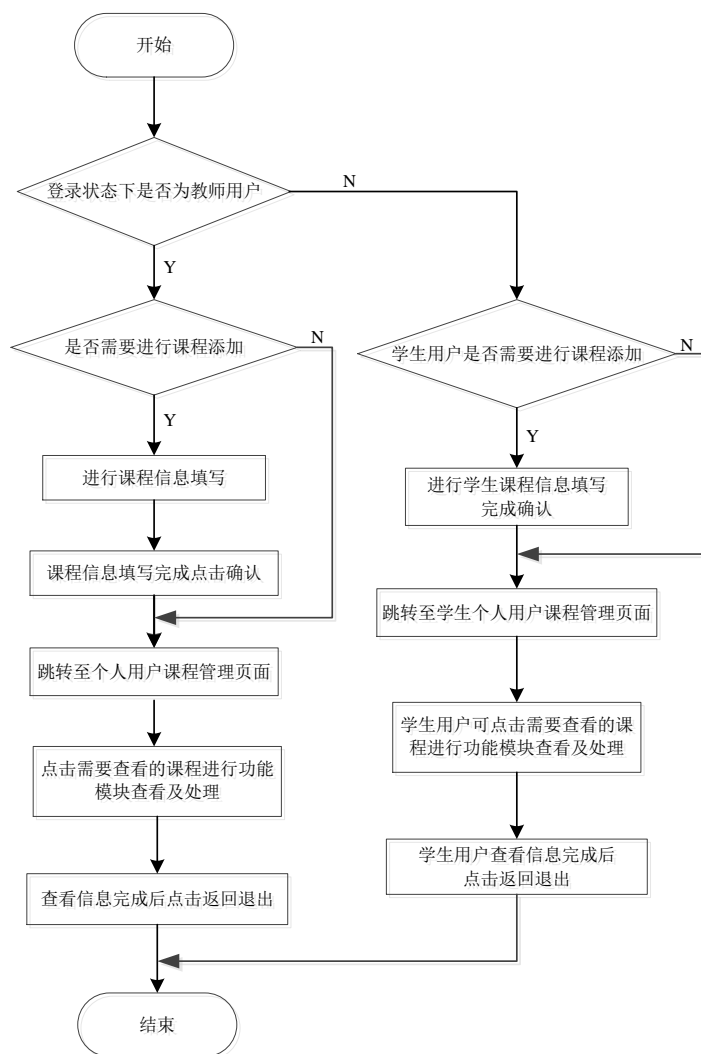 开始
登录状态下是否为教师用户
N
Y
是否需要进行课程添加
N
学生用户是否需要进行课程添加
N
Y
Y
进行课程信息填写
进行学生课程信息填写
完成确认
课程信息填写完成点击确认
跳转至学生个人用户课程管理页面
跳转至个人用户课程管理页面
学生用户可点击需要查看的课
程进行功能模块查看及处理
点击需要查看的课程进行功能
模块查看及处理
学生用户查看信息完成后
点击返回退出
查看信息完成后点击返回退出
结束